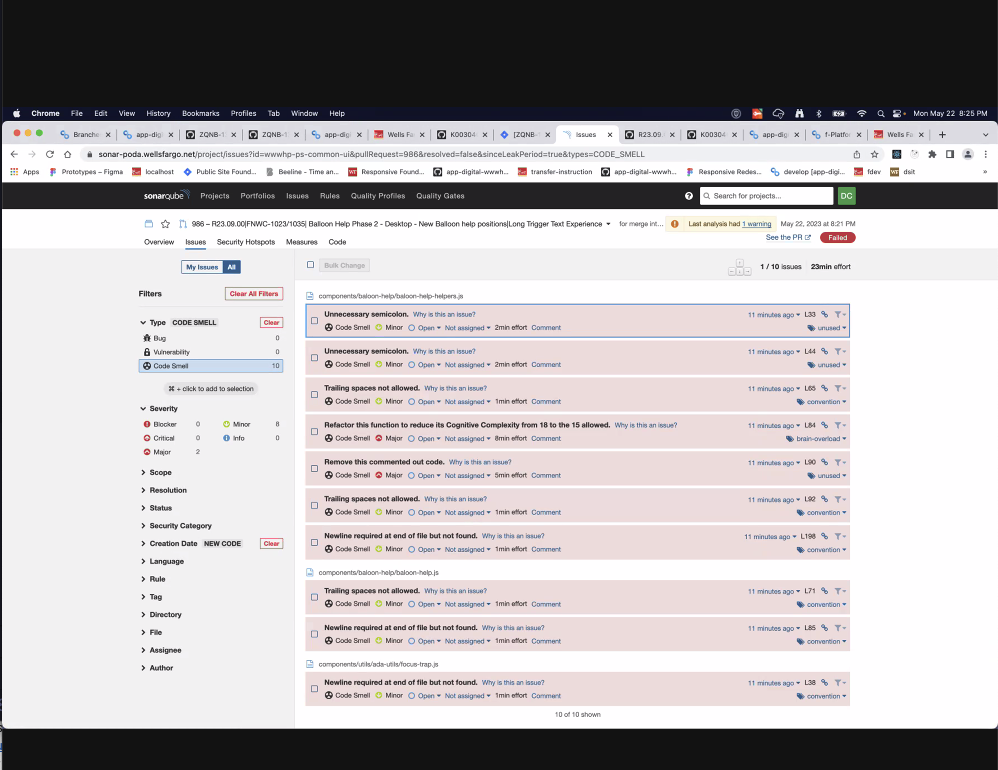 Chrome File Edit View History Bookmarks Profiles Tab Window Help Mon May 22 8:25 PM
Branche app-digi ZQNB-1 ZQNB-1 app-digi Wells Fa K00304 [ZQNB- Issues R23.09. K00304 app-digi f-Platfor Wells Fa
sonar-poda.wellsfargo.net/project/issues?id=wwwhp-ps-common-ui&pullRequest=986&resolved=false&sinceLeakPeriod=true&types=CODE_SMELL
Apps Prototypes – Figma localhost Public Site Found... Beeline - Time an... Responsive Found... app-digital-wwwh... transfer-instruction Responsive Redes... develop [app-digi... fdev dsit »
sonarqube Projects Portfolios Issues Rules Quality Profiles Quality Gates ? Search for projects... DC
986 – R23.09.00|FNWC-1023/1035| Balloon Help Phase 2 - Desktop - New Balloon help positions|Long Trigger Text Experience for merge int... Last analysis had 1 warning May 22, 2023 at 8:21 PM
See the PR Failed
Overview Issues Security Hotspots Measures Code
My Issues All Bulk Change 1 / 10 issues 23min effort
Filters Clear All Filters
Type CODE SMELL Clear
Bug 0
Vulnerability 0
Code Smell 10
⌘ + click to add to selection
Severity
Blocker 0 Minor 8
Critical 0 Info 0
Major 2
Scope
Resolution
Status
Security Category
Creation Date NEW CODE Clear
Language
Rule
Tag
Directory
File
Assignee
Author
components/baloon-help/baloon-help-helpers.js
Unnecessary semicolon. Why is this an issue? 11 minutes ago L33
Code Smell Minor Open Not assigned 2min effort Comment unused
Unnecessary semicolon. Why is this an issue? 11 minutes ago L44
Code Smell Minor Open Not assigned 2min effort Comment unused
Trailing spaces not allowed. Why is this an issue? 11 minutes ago L65
Code Smell Minor Open Not assigned 1min effort Comment convention
Refactor this function to reduce its Cognitive Complexity from 18 to the 15 allowed. Why is this an issue? 11 minutes ago L84
Code Smell Major Open Not assigned 8min effort Comment brain-overload
Remove this commented out code. Why is this an issue? 11 minutes ago L90
Code Smell Major Open Not assigned 5min effort Comment unused
Trailing spaces not allowed. Why is this an issue? 11 minutes ago L92
Code Smell Minor Open Not assigned 1min effort Comment convention
Newline required at end of file but not found. Why is this an issue? 11 minutes ago L198
Code Smell Minor Open Not assigned 1min effort Comment convention
components/baloon-help/baloon-help.js
Trailing spaces not allowed. Why is this an issue? 11 minutes ago L71
Code Smell Minor Open Not assigned 1min effort Comment convention
Newline required at end of file but not found. Why is this an issue? 11 minutes ago L85
Code Smell Minor Open Not assigned 1min effort Comment convention
components/utils/ada-utils/focus-trap.js
Newline required at end of file but not found. Why is this an issue? 11 minutes ago L38
Code Smell Minor Open Not assigned 1min effort Comment convention
10 of 10 shown